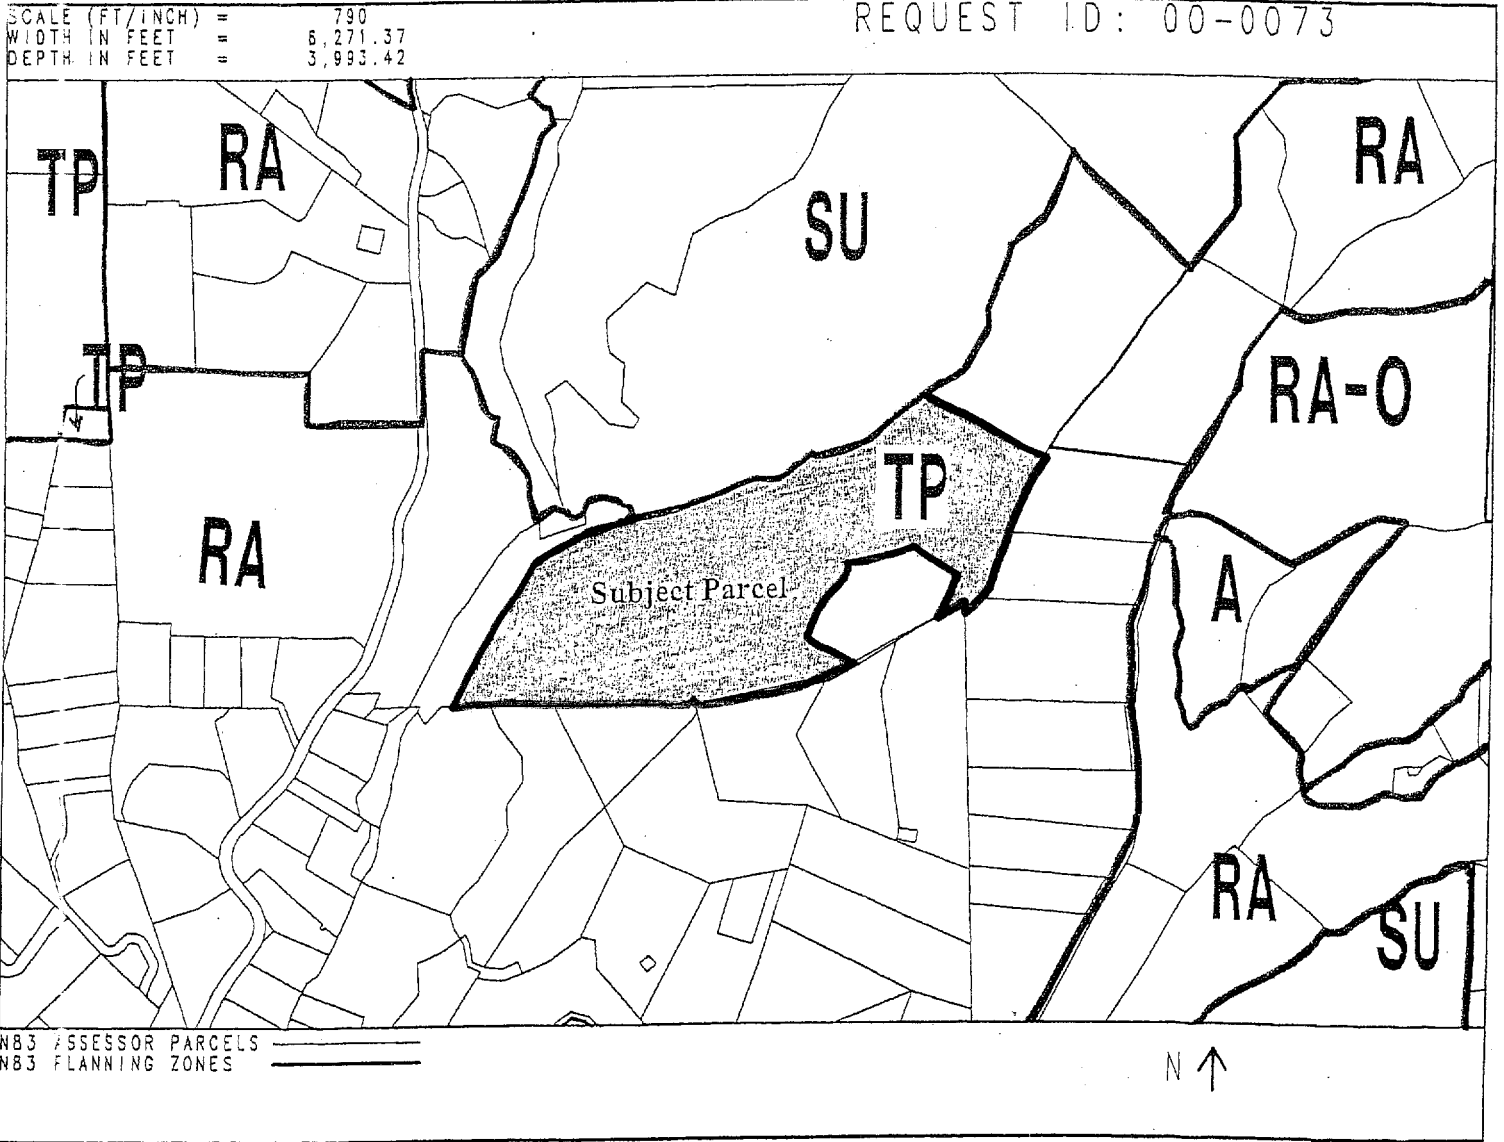 SCALE (FT/INCH) = 790
WIDTH IN FEET = 6,271.37
DEPTH IN FEET = 3,993.42
REQUEST ID: 00-0073
TP
RA
SU
RA
TP
RA-O
TP
RA
Subject Parcel
A
RA
SU
N83 ASSESSOR PARCELS
N83 PLANNING ZONES
N